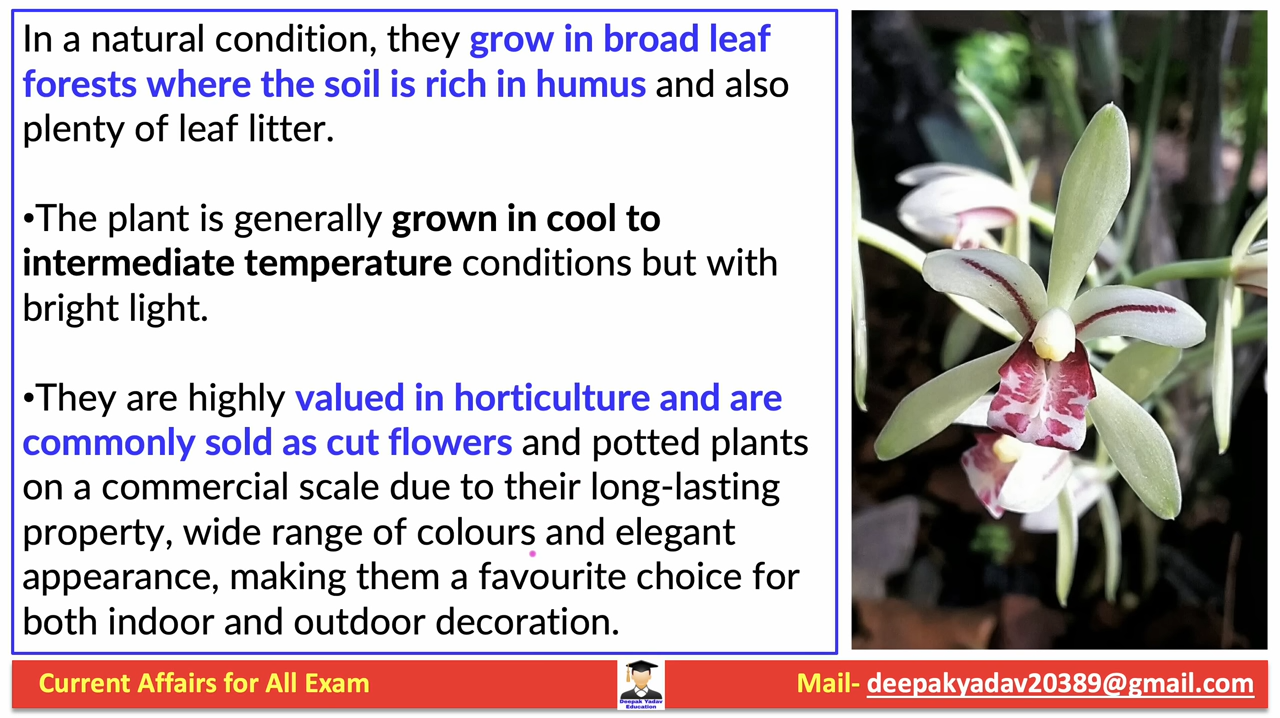 In a natural condition, they grow in broad leaf
forests where the soil is rich in humus and also
plenty of leaf litter.
•The plant is generally grown in cool to
intermediate temperature conditions but with
bright light.
•They are highly valued in horticulture and are
commonly sold as cut flowers and potted plants
on a commercial scale due to their long-lasting
property, wide range of colours and elegant
appearance, making them a favourite choice for
both indoor and outdoor decoration.
Current Affairs for All Exam
Deepak Yadav
Education
Mail- deepakyadav20389@gmail.com